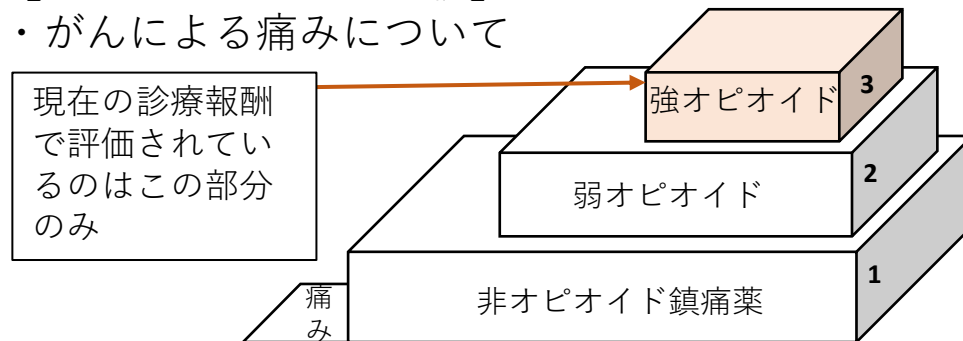 ・がんによる痛みについて
現在の診療報酬
で評価されてい
るのはこの部分
のみ
強オピオイド
3
弱オピオイド
2
非オピオイド鎮痛薬
1
痛
み